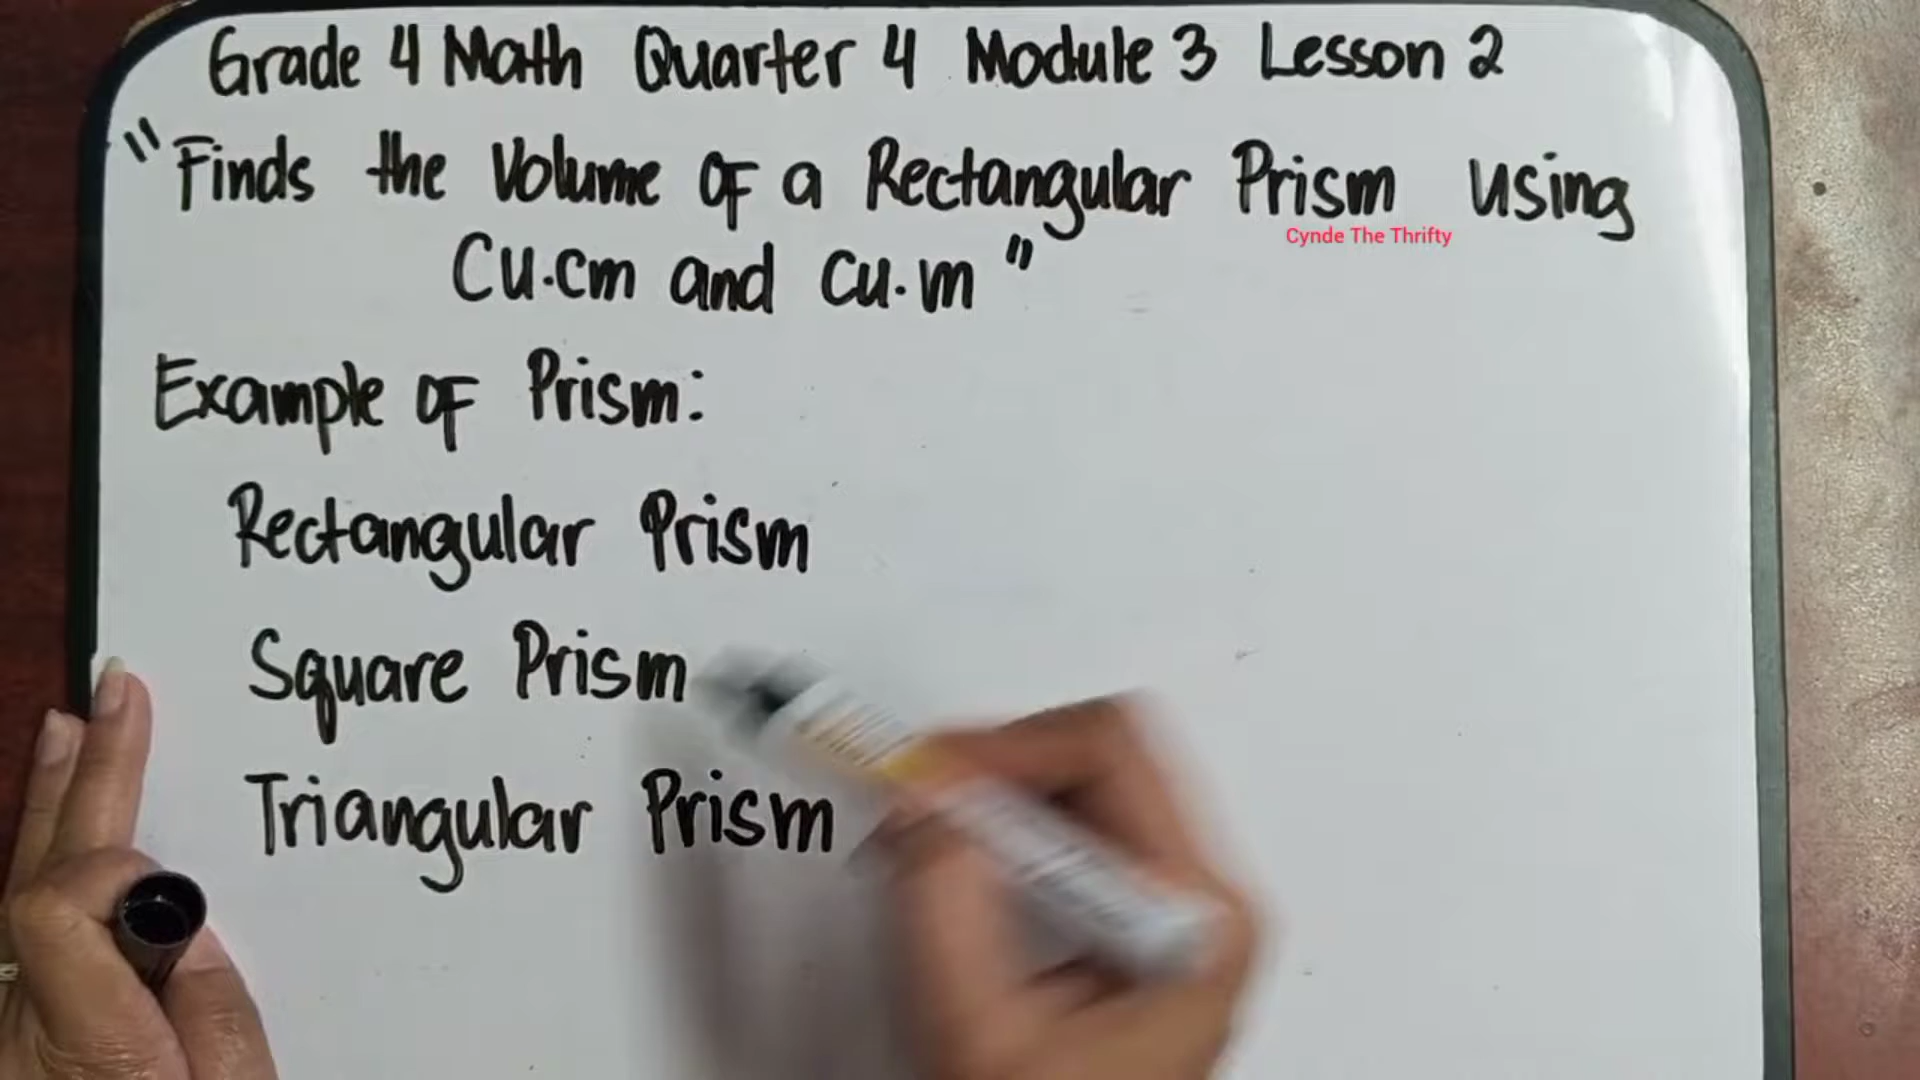 Grade 4 Math Quarter 4 Module 3 Lesson 2
"Finds the Volume OF a Rectangular Prism using
Cynde The Thrifty
Cu.cm and cu.m"
Example OF Prism:
Rectangular Prism
Square Prism
Triangular Prism